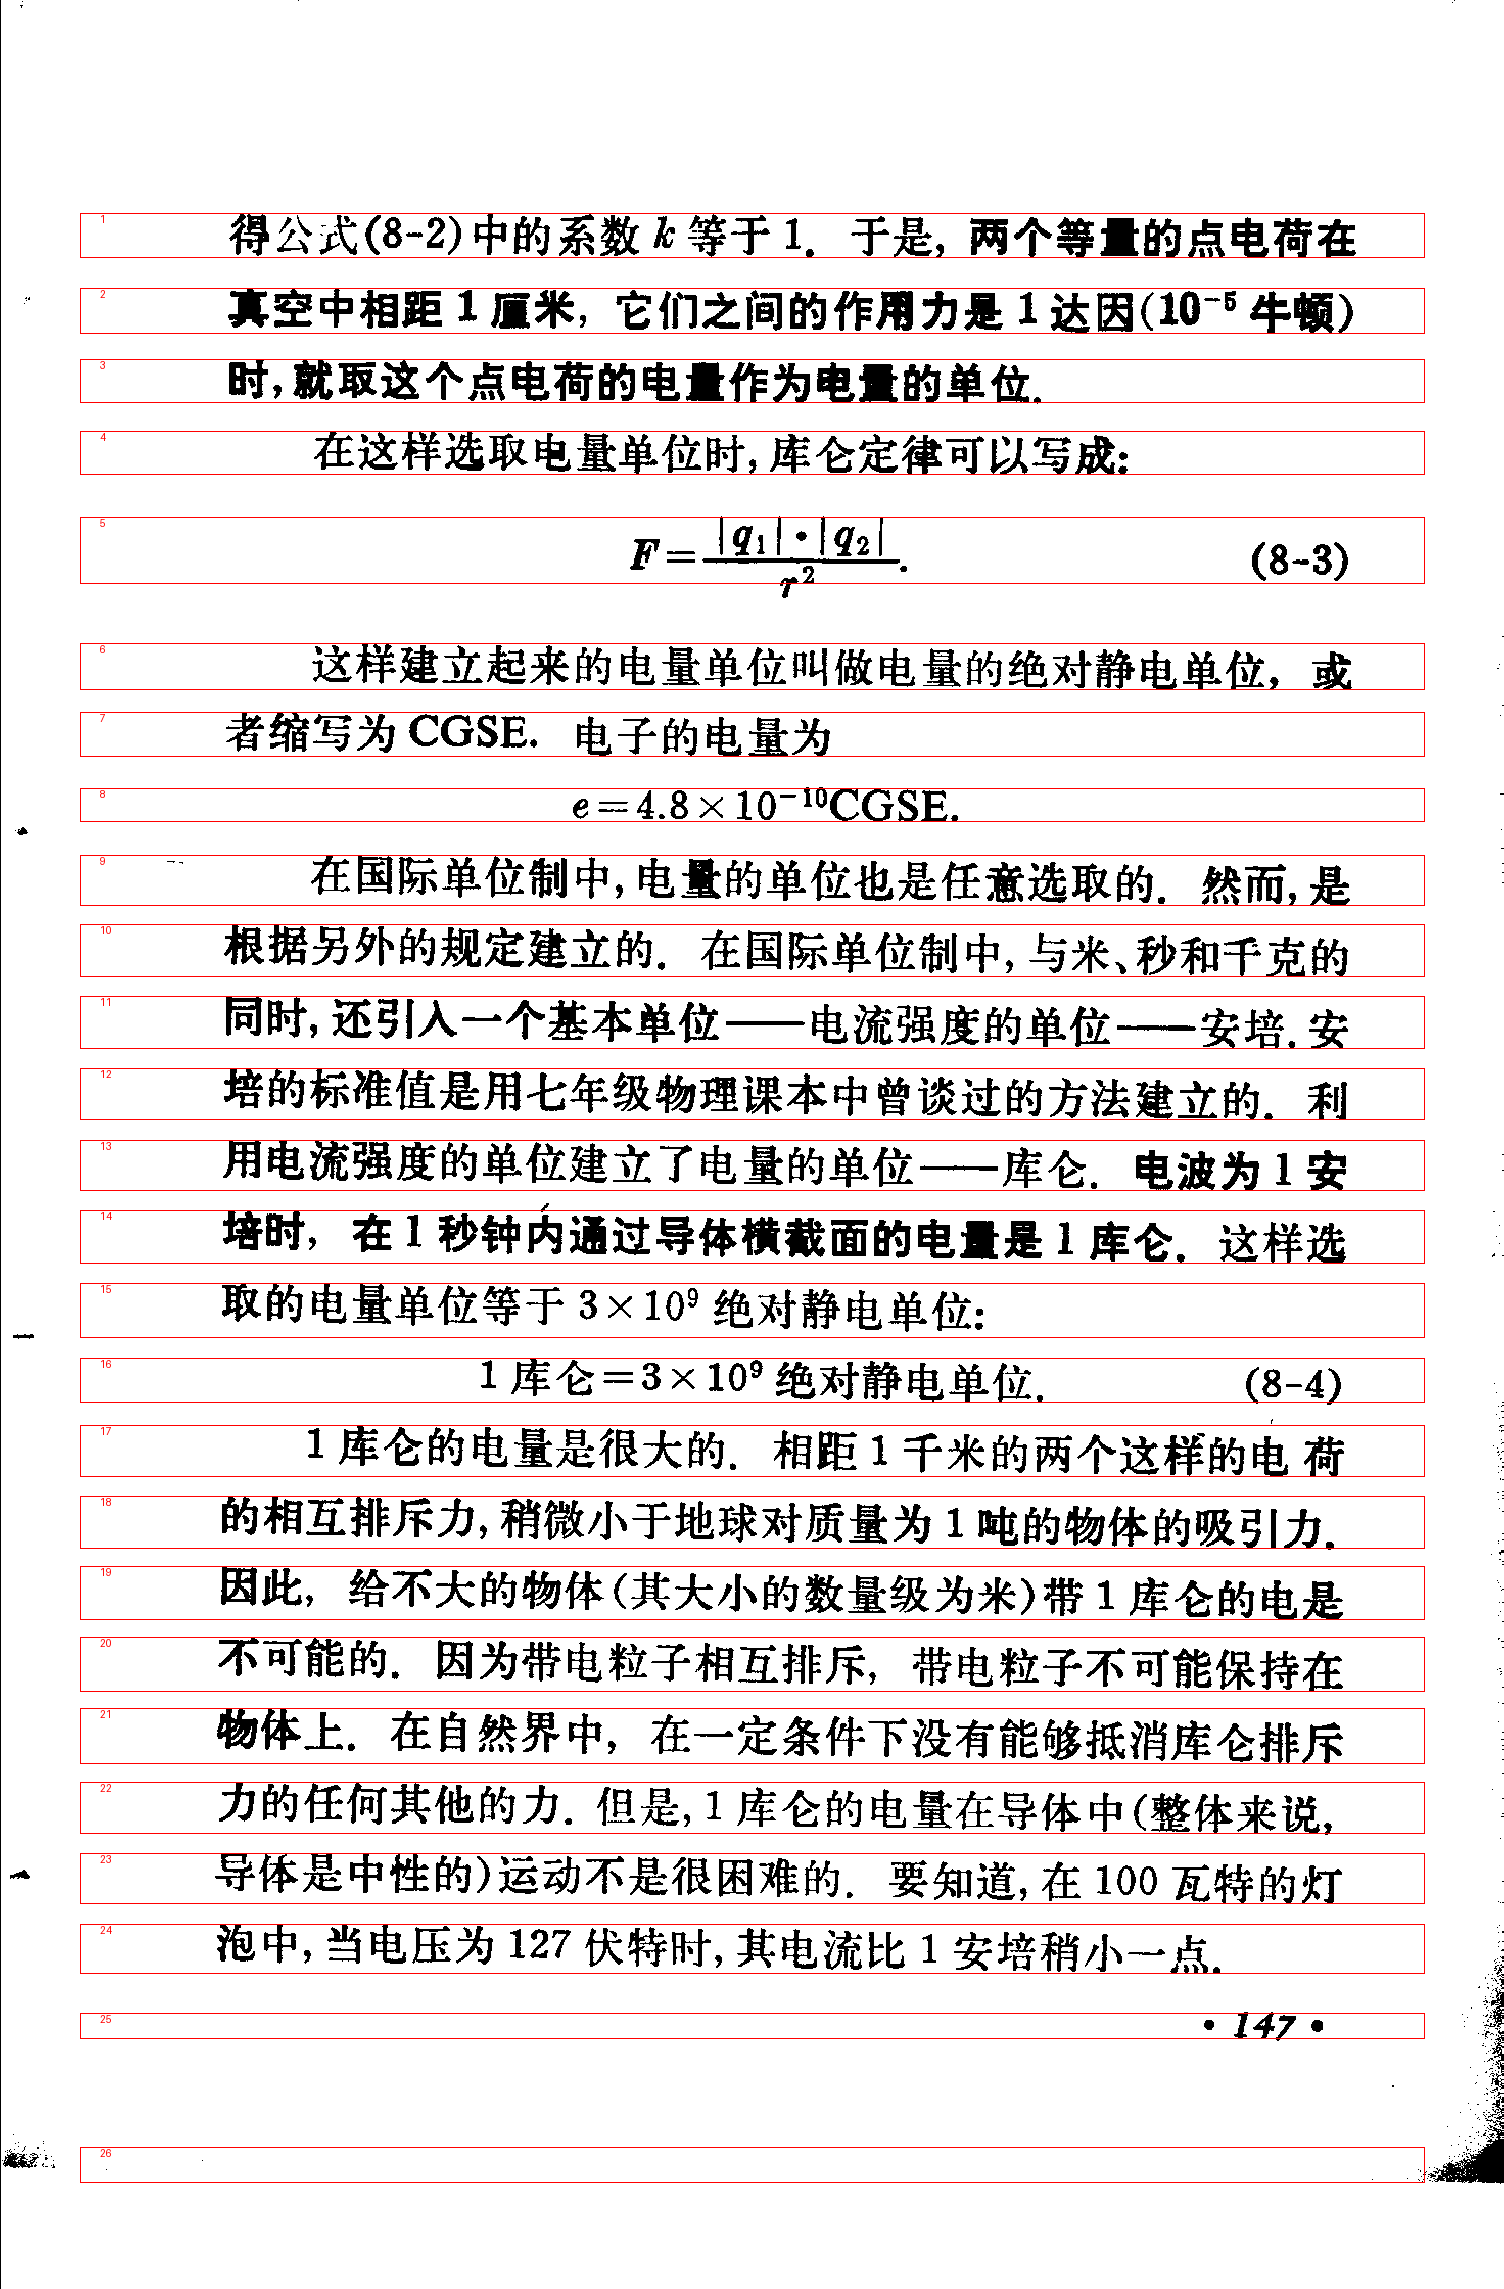 得公式(8-2)中的系数 k 等于 1. 于是, 两个等量的点电荷在
真空中相距 1 厘米, 它们之间的作用力是 1 达因(10⁻⁵ 牛顿)
时,就取这个点电荷的电量作为电量的单位.
在这样选取电量单位时,库仑定律可以写成:
F=|q₁|·|q₂|/r². (8-3)
这样建立起来的电量单位叫做电量的绝对静电单位, 或
者缩写为 CGSE. 电子的电量为
e=4.8×10⁻¹⁰CGSE.
在国际单位制中,电量的单位也是任意选取的. 然而,是
根据另外的规定建立的. 在国际单位制中,与米、秒和千克的
同时,还引入一个基本单位——电流强度的单位——安培.安
培的标准值是用七年级物理课本中曾谈过的方法建立的. 利
用电流强度的单位建立了电量的单位——库仑. 电波为 1 安
培时, 在 1 秒钟内通过导体横截面的电量是 1 库仑. 这样选
取的电量单位等于 3×10⁹ 绝对静电单位:
1 库仑=3×10⁹ 绝对静电单位. (8-4)
1 库仑的电量是很大的. 相距 1 千米的两个这样的电荷
的相互排斥力,稍微小于地球对质量为 1 吨的物体的吸引力.
因此, 给不大的物体(其大小的数量级为米)带 1 库仑的电是
不可能的. 因为带电粒子相互排斥, 带电粒子不可能保持在
物体上. 在自然界中, 在一定条件下没有能够抵消库仑排斥
力的任何其他的力. 但是,1 库仑的电量在导体中(整体来说,
导体是中性的)运动不是很困难的. 要知道,在 100 瓦特的灯
泡中,当电压为 127 伏特时,其电流比 1 安培稍小一点.
· 147 ·